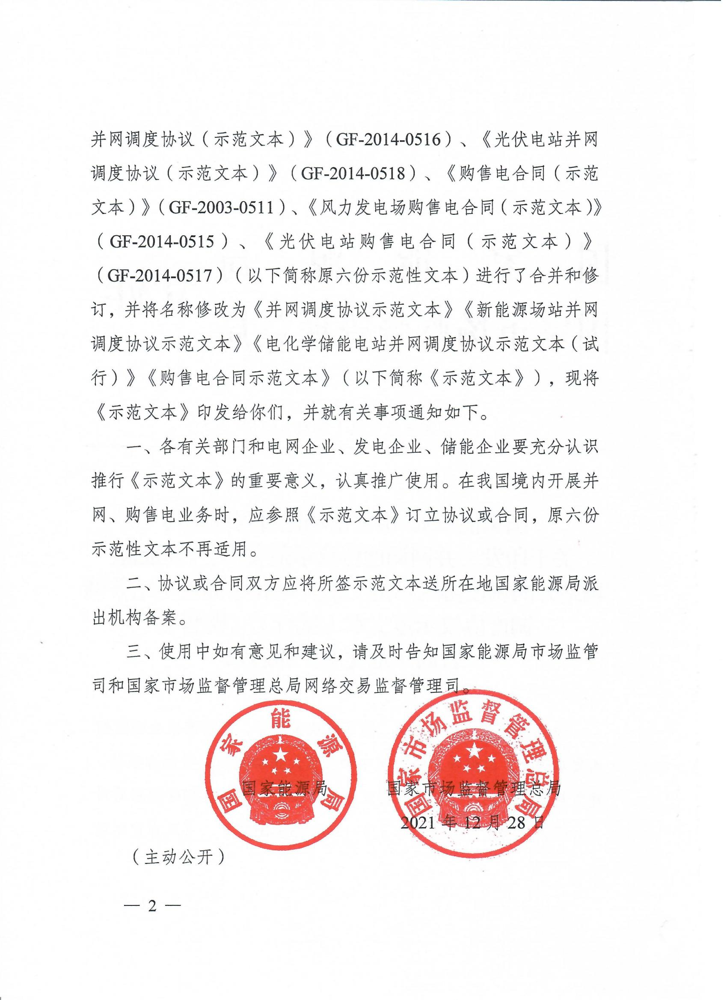 并网调度协议（示范文本）》（GF-2014-0516）、《光伏电站并网
调度协议（示范文本）》（GF-2014-0518）、《购售电合同（示范
文本）》（GF-2003-0511）、《风力发电场购售电合同（示范文本）》
（GF-2014-0515）、《光伏电站购售电合同（示范文本）》
（GF-2014-0517）（以下简称原六份示范性文本）进行了合并和修
订，并将名称修改为《并网调度协议示范文本》《新能源场站并网
调度协议示范文本》《电化学储能电站并网调度协议示范文本（试
行）》《购售电合同示范文本》（以下简称《示范文本》），现将
《示范文本》印发给你们，并就有关事项通知如下。
一、各有关部门和电网企业、发电企业、储能企业要充分认识
推行《示范文本》的重要意义，认真推广使用。在我国境内开展并
网、购售电业务时，应参照《示范文本》订立协议或合同，原六份
示范性文本不再适用。
二、协议或合同双方应将所签示范文本送所在地国家能源局派
出机构备案。
三、使用中如有意见和建议，请及时告知国家能源局市场监管
司和国家市场监督管理总局网络交易监督管理司。
国家能源局
国家市场监督管理总局
国家能源局 国家市场监督管理总局
2021 年 12 月 28 日
（主动公开）
— 2 —